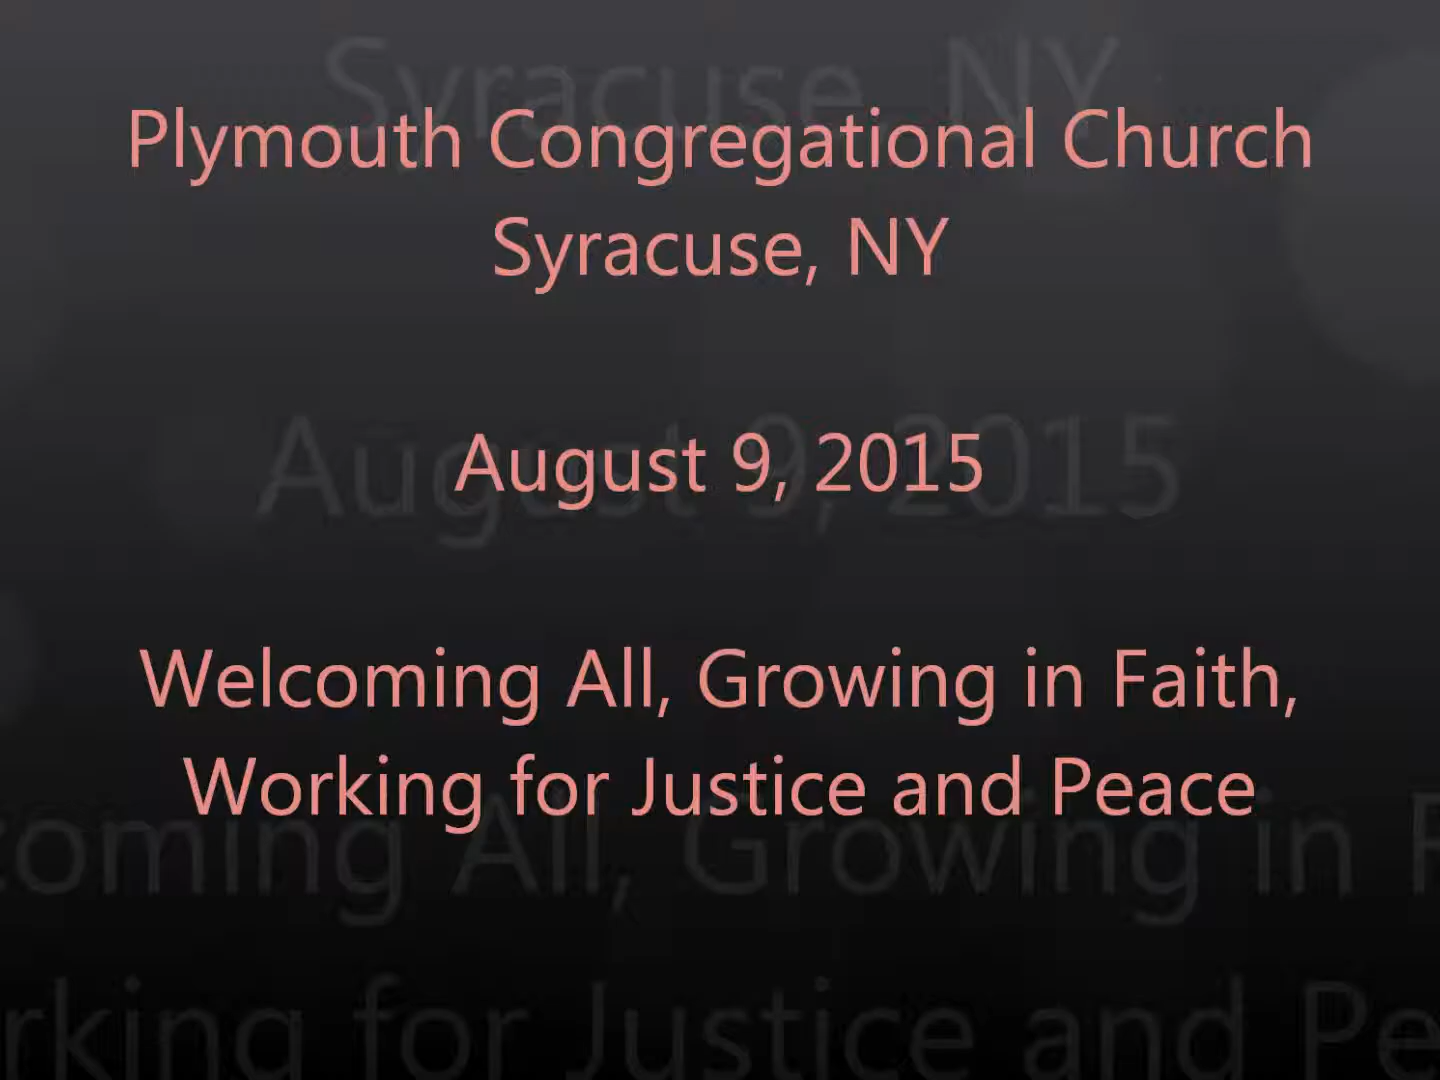 Plymouth Congregational Church
Syracuse, NY
August 9, 2015
Welcoming All, Growing in Faith,
Working for Justice and Peace